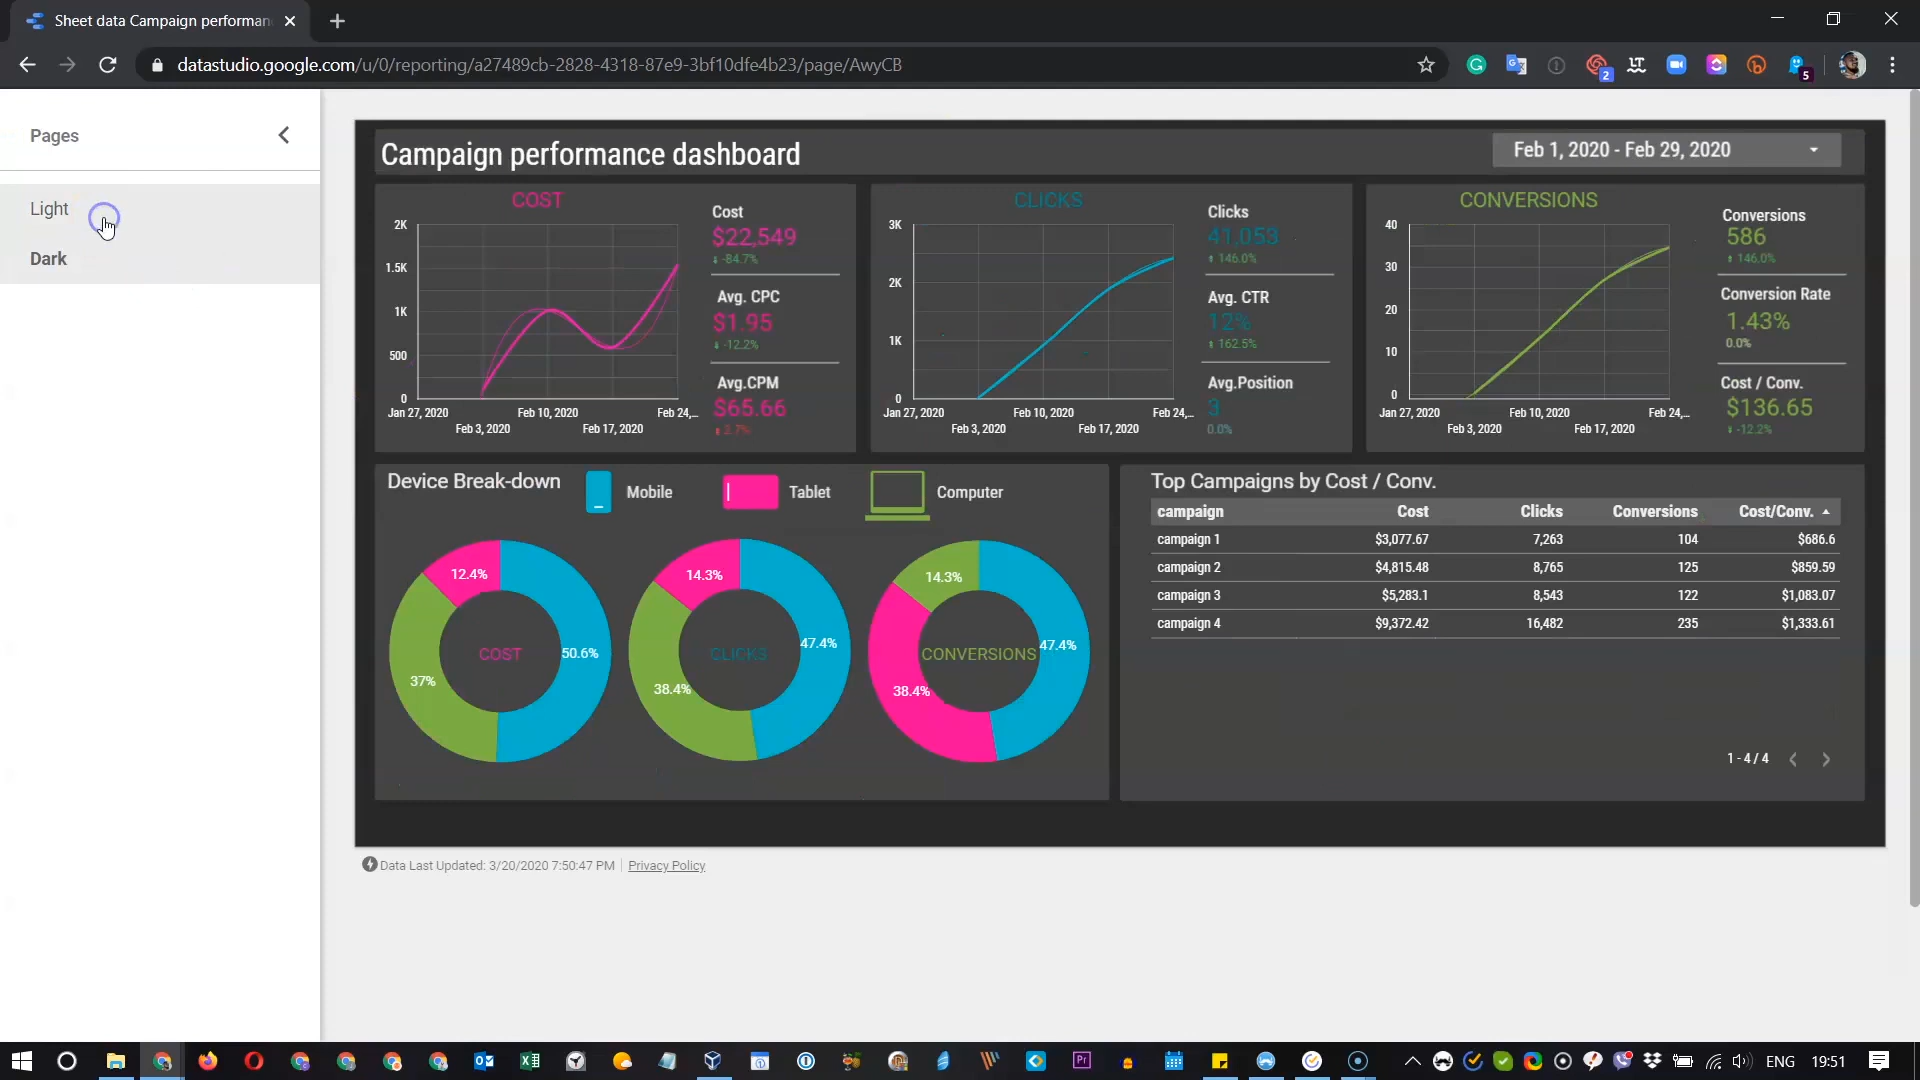 Sheet data Campaign performan
datastudio.google.com/u/0/reporting/a27489cb-2828-4318-87e9-3bf10dfe4b23/page/AwyCB
2
5
Pages
Light
Dark
Campaign performance dashboard
Feb 1, 2020 - Feb 29, 2020
COST
2K
1.5K
1K
500
0
Jan 27, 2020
Feb 3, 2020
Feb 10, 2020
Feb 17, 2020
Feb 24,...
Cost
$22,549
-84.7%
Avg. CPC
$1.95
-12.2%
Avg.CPM
$65.66
2.7%
CLICKS
3K
2K
1K
0
Jan 27, 2020
Feb 3, 2020
Feb 10, 2020
Feb 17, 2020
Feb 24,...
Clicks
41,053
146.0%
Avg. CTR
12%
162.5%
Avg.Position
3
0.0%
CONVERSIONS
40
30
20
10
0
Jan 27, 2020
Feb 3, 2020
Feb 10, 2020
Feb 17, 2020
Feb 24,...
Conversions
586
146.0%
Conversion Rate
1.43%
0.0%
Cost / Conv.
$136.65
-12.2%
Device Break-down
Mobile
Tablet
Computer
12.4%
50.6%
37%
COST
14.3%
47.4%
38.4%
CLICKS
14.3%
47.4%
38.4%
CONVERSIONS
Top Campaigns by Cost / Conv.
campaign Cost Clicks Conversions Cost/Conv.
campaign 1 $3,077.67 7,263 104 $686.6
campaign 2 $4,815.48 8,765 125 $859.59
campaign 3 $5,283.1 8,543 122 $1,083.07
campaign 4 $9,372.42 16,482 235 $1,333.61
1 - 4 / 4
Data Last Updated: 3/20/2020 7:50:47 PM
Privacy Policy
ENG
19:51